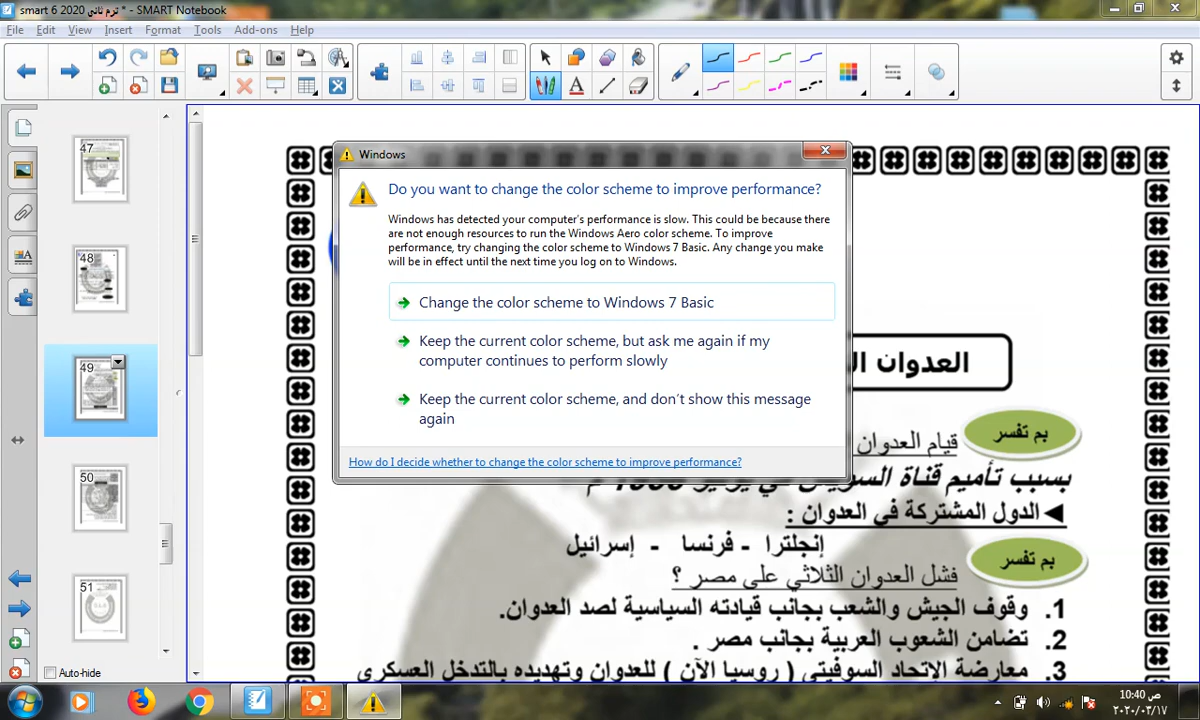 smart 6 2020 ترم تاني * - SMART Notebook
File Edit View Insert Format Tools Add-ons Help
47
48
49
50
51
Auto-hide
Windows
Do you want to change the color scheme to improve performance?
Windows has detected your computer's performance is slow. This could be because there
are not enough resources to run the Windows Aero color scheme. To improve
performance, try changing the color scheme to Windows 7 Basic. Any change you make
will be in effect until the next time you log on to Windows.
Change the color scheme to Windows 7 Basic
Keep the current color scheme, but ask me again if my
computer continues to perform slowly
Keep the current color scheme, and don't show this message
again
How do I decide whether to change the color scheme to improve performance?
العدوان
بم تفسر
قيام العدوان
بسبب تأميم قناة السويس في يوليو
◄الدول المشتركة في العدوان :
إنجلترا - فرنسا - إسرائيل
بم تفسر
فشل العدوان الثلاثي على مصر ؟
1. وقوف الجيش والشعب بجانب قيادته السياسية لصد العدوان.
2. تضامن الشعوب العربية بجانب مصر .
3. معارضة الإتحاد السوفيتي ( روسيا الآن ) للعدوان وتهديده بالتدخل العسكرى
10:40 ص
٢٠٢٠/٠٣/١٧